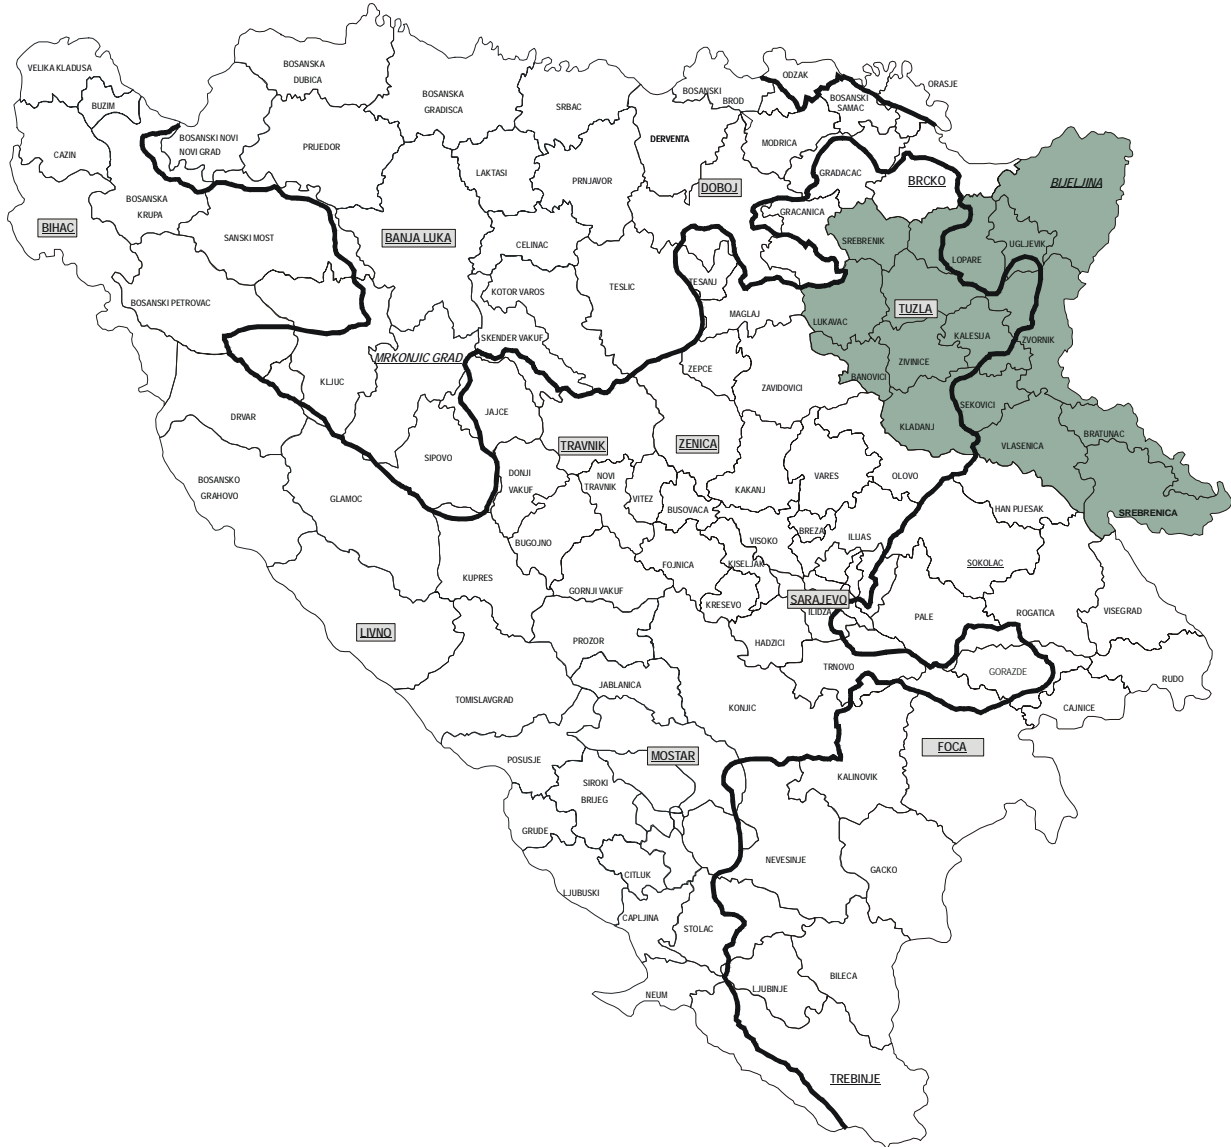 VELIKA KLADUSA
BUZIM
CAZIN
BOSANSKA
DUBICA
BOSANSKA
GRADISCA
SRBAC
BOSANSKI
BROD
ODZAK
BOSANSKI
SAMAC
ORASJE
BOSANSKI NOVI
NOVI GRAD
PRIJEDOR
LAKTASI
PRNJAVOR
DERVENTA
MODRICA
DOBOJ
GRADACAC
BRCKO
BIJELJINA
BIHAC
BOSANSKA
KRUPA
SANSKI MOST
BANJA LUKA
CELINAC
GRACANICA
SREBRENIK
LOPARE
UGLJEVIK
BOSANSKI PETROVAC
KOTOR VAROS
TESLIC
TESANJ
MAGLAJ
LUKAVAC
TUZLA
KALESIJA
ZVORNIK
SKENDER VAKUF
MRKONJIC GRAD
KLJUC
ZEPCE
ZAVIDOVICI
BANOVICI
ZIVINICE
DRVAR
JAJCE
SEKOVICI
KLADANJ
VLASENICA
BRATUNAC
SIPOVO
TRAVNIK
ZENICA
BOSANSKO
GRAHOVO
GLAMOC
DONJI
VAKUF
NOVI
TRAVNIK
VITEZ
BUSOVACA
KAKANJ
VARES
OLOVO
HAN PIJESAK
SREBRENICA
BUGOJNO
VISOKO
BREZA
ILIJAS
KUPRES
GORNJI VAKUF
FOJNICA
KISELJAK
SOKOLAC
KRESEVO
SARAJEVO
ILIDZA
PALE
ROGATICA
VISEGRAD
LIVNO
PROZOR
HADZICI
TRNOVO
GORAZDE
RUDO
TOMISLAVGRAD
JABLANICA
KONJIC
CAJNICE
POSUSJE
MOSTAR
FOCA
SIROKI
BRIJEG
KALINOVIK
GRUDE
NEVESINJE
GACKO
LJUBUSKI
CITLUK
CAPLJINA
STOLAC
BILECA
NEUM
LJUBINJE
TREBINJE